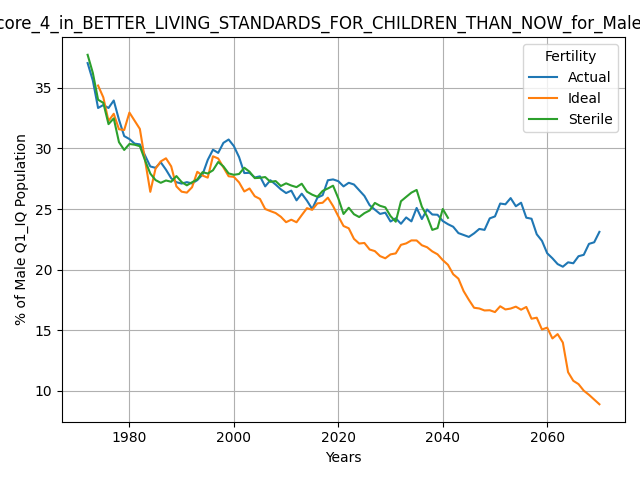 core_4_in_BETTER_LIVING_STANDARDS_FOR_CHILDREN_THAN_NOW_for_Male
Fertility
Actual
Ideal
Sterile
% of Male Q1_IQ Population
35
30
25
20
15
10
1980
2000
2020
2040
2060
Years